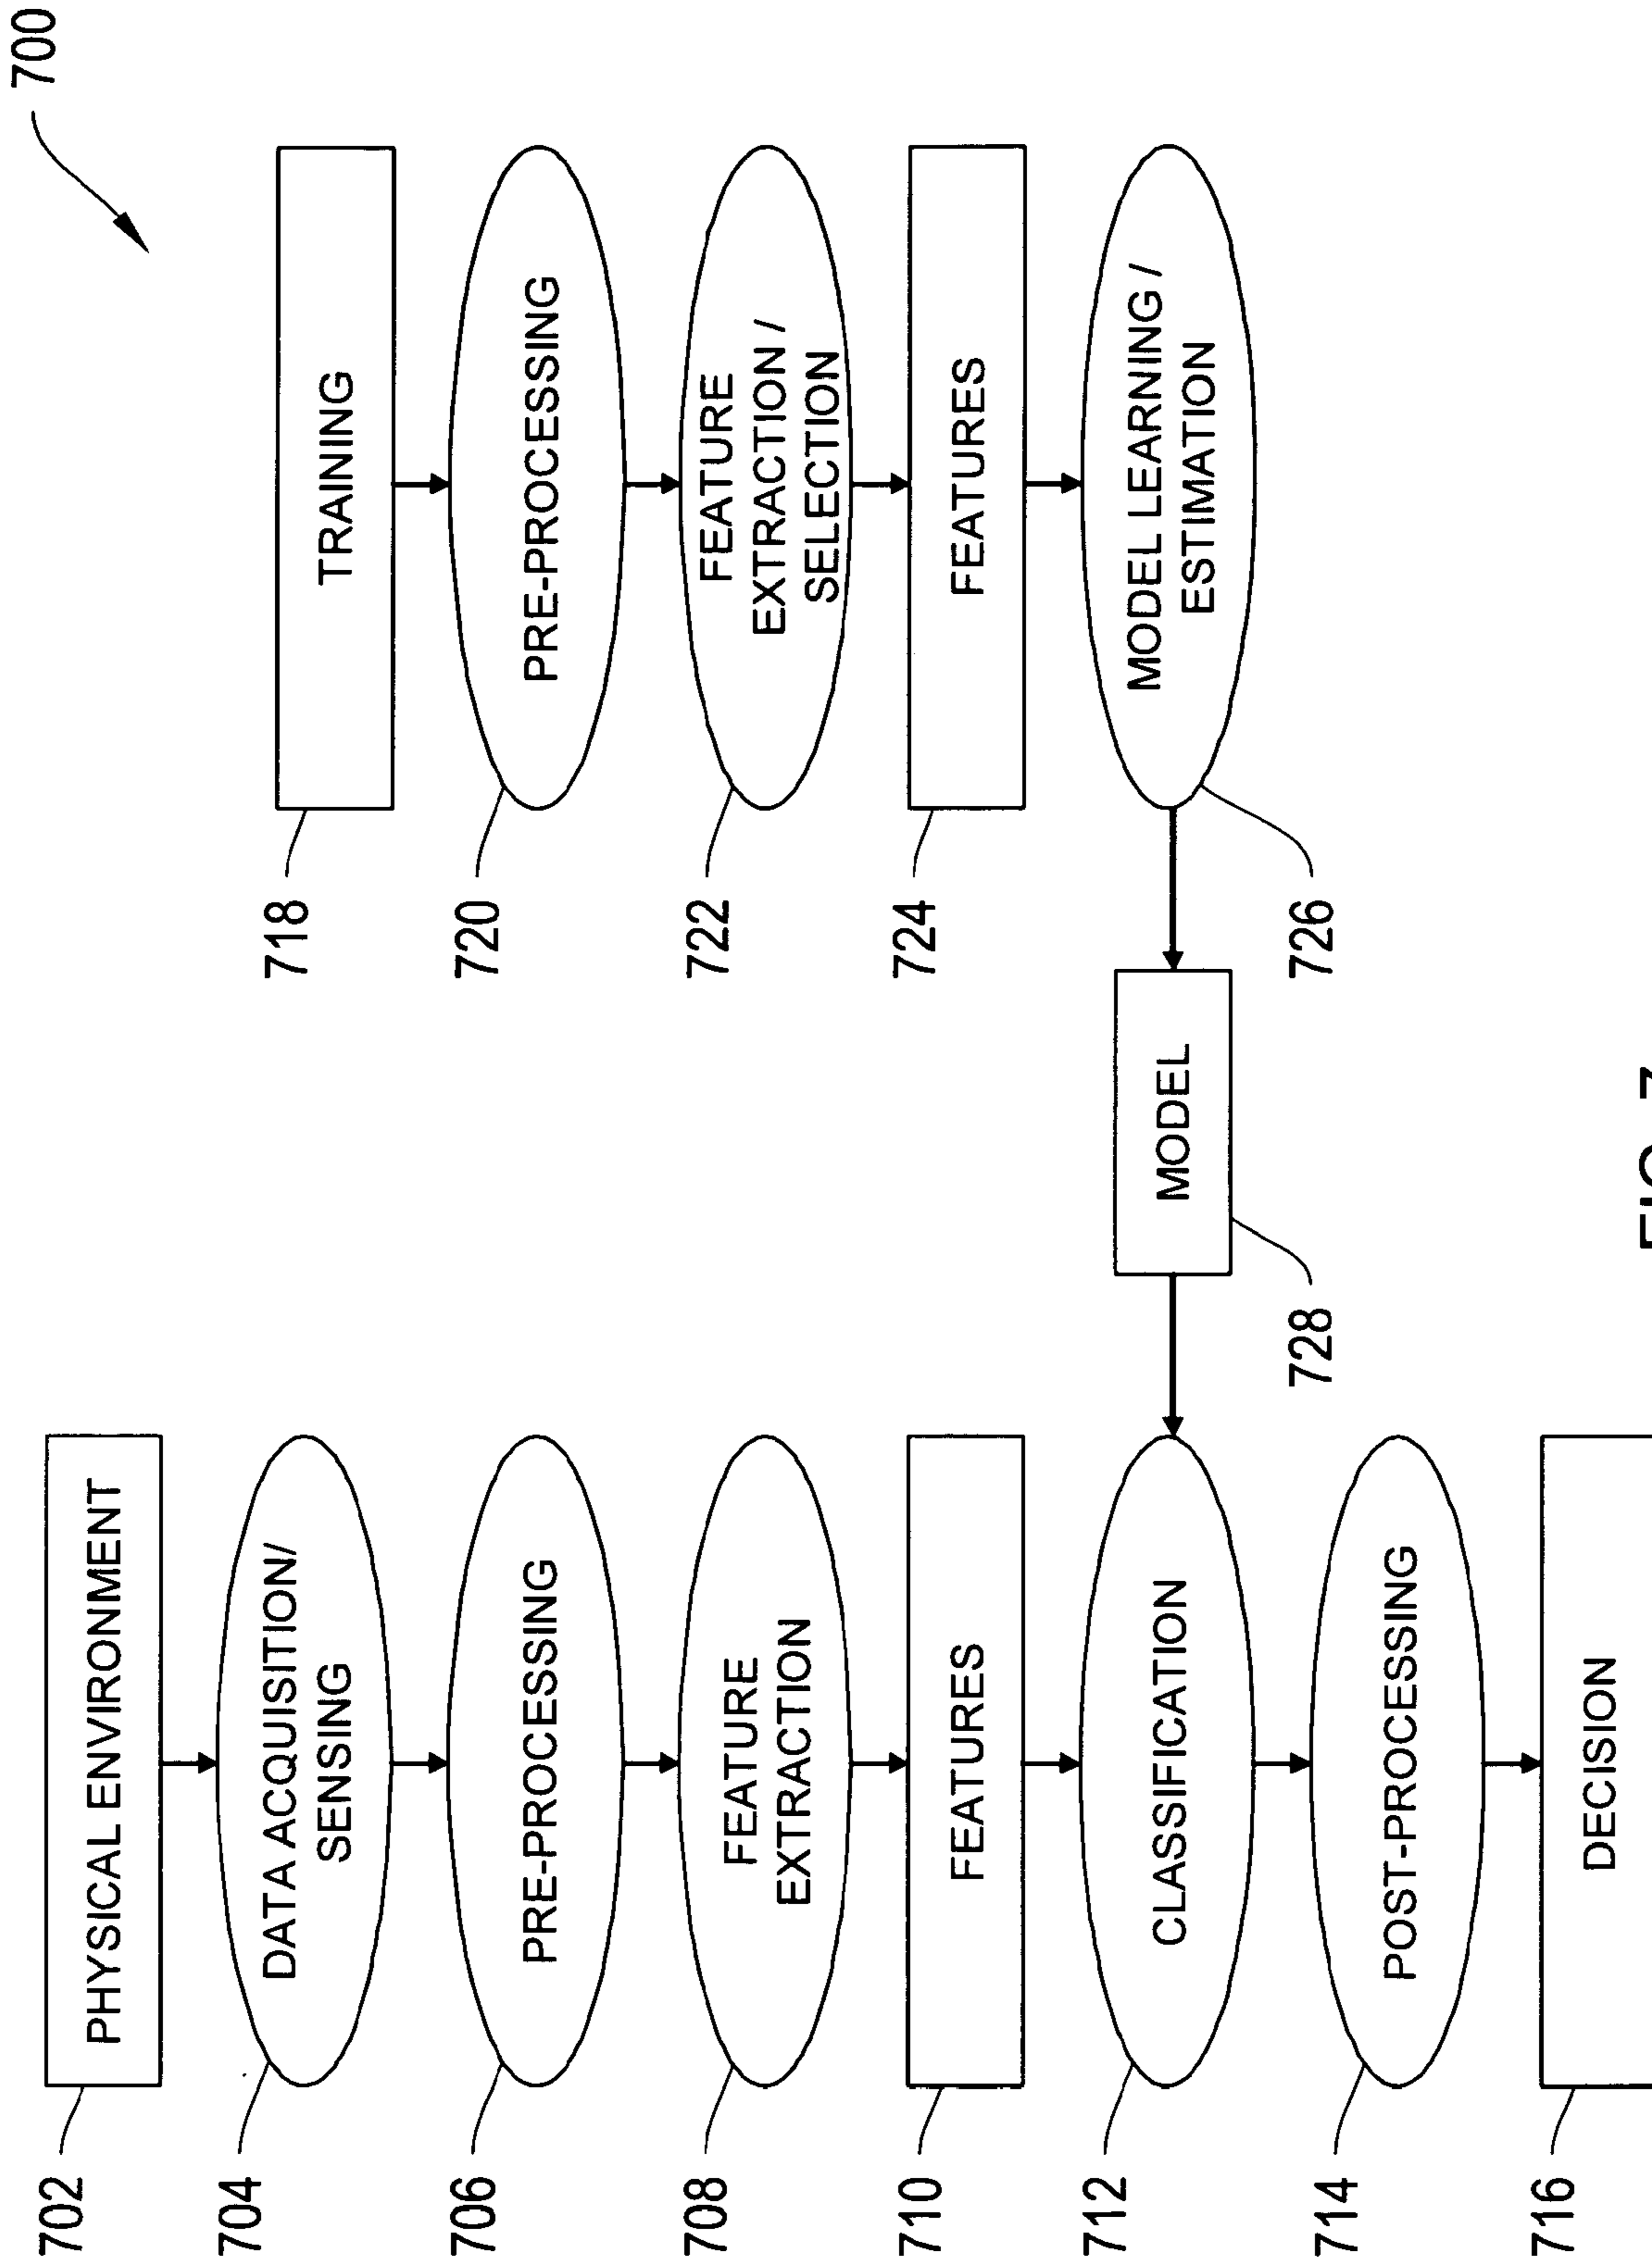 700
702
PHYSICAL ENVIRONMENT
704
DATA ACQUISITION/
SENSING
706
PRE-PROCESSING
708
FEATURE
EXTRACTION
710
FEATURES
712
CLASSIFICATION
714
POST-PROCESSING
716
DECISION
718
TRAINING
720
PRE-PROCESSING
722
FEATURE
EXTRACTION /
SELECTION
724
FEATURES
726
MODEL LEARNING /
ESTIMATION
728
MODEL
FIG. 7